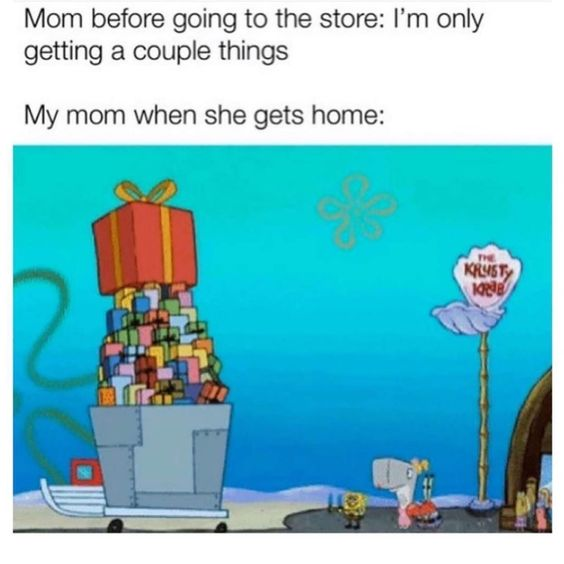 Mom before going to the store: I’m only
getting a couple things
My mom when she gets home:
THE
KRUSTY
KRAB